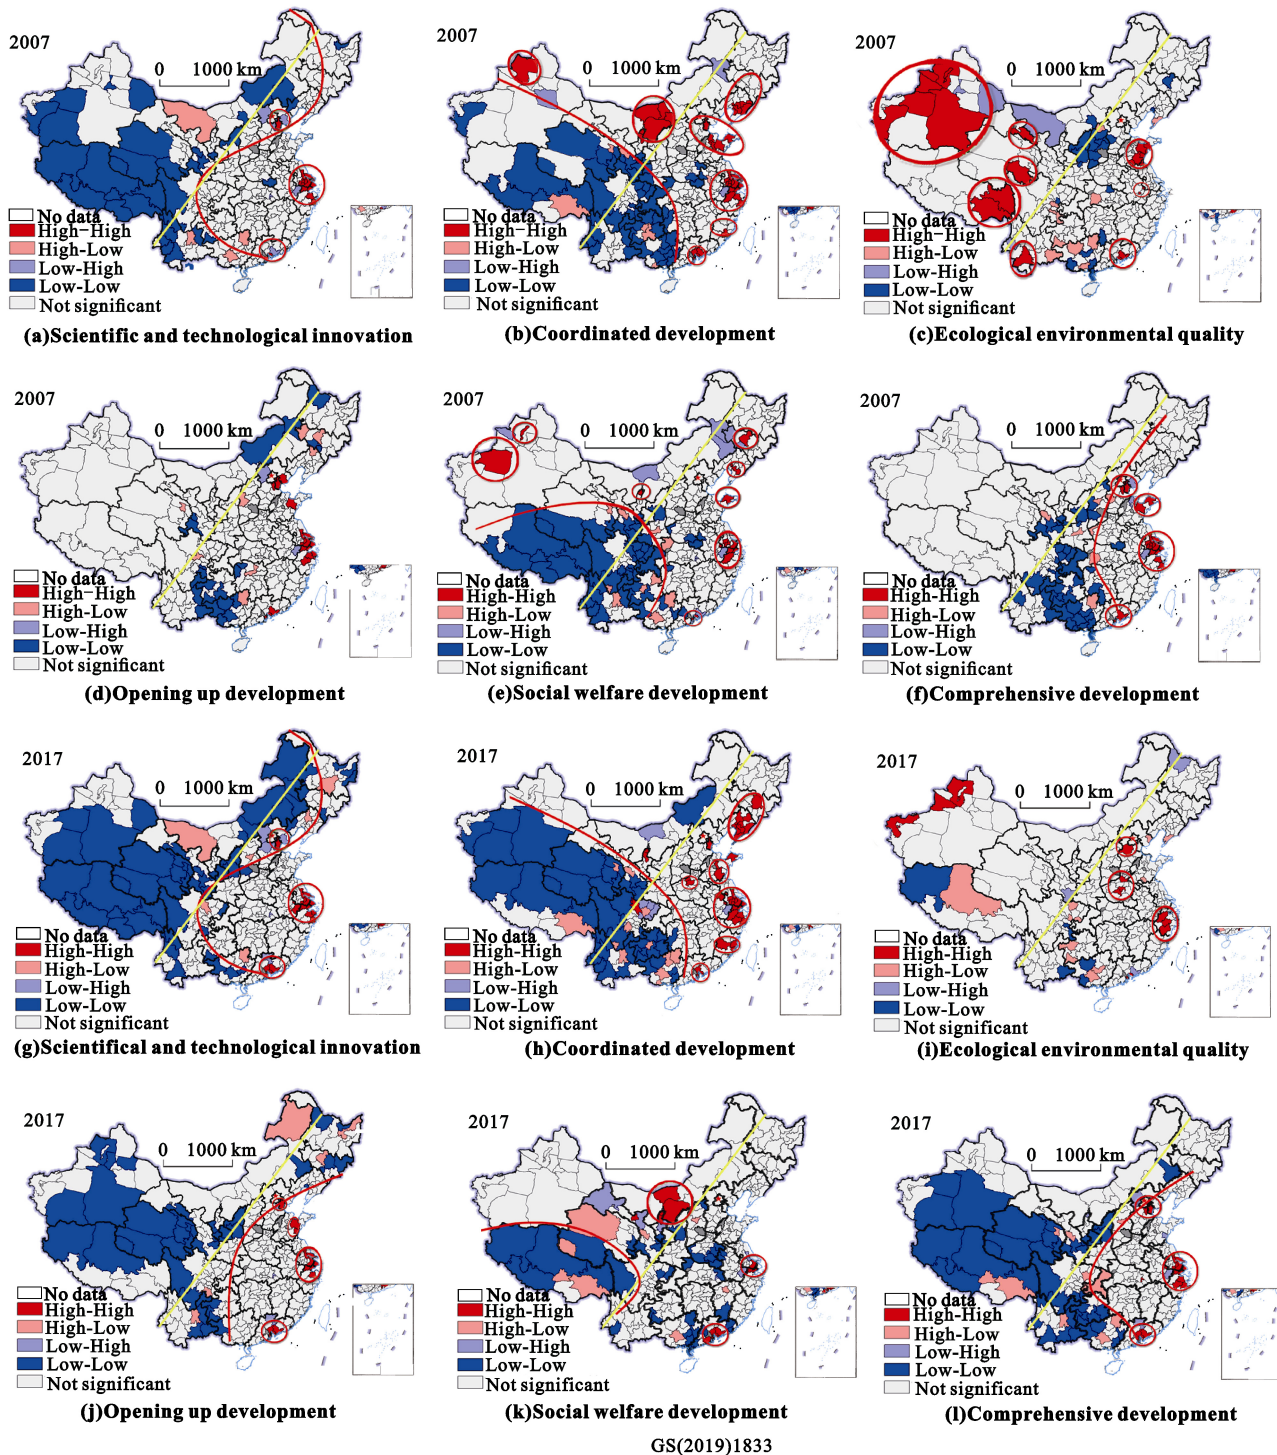 2007
0 1000 km
No data
High-High
High-Low
Low-High
Low-Low
Not significant
(a)Scientific and technological innovation
2007
0 1000 km
No data
High-High
High-Low
Low-High
Low-Low
Not significant
(b)Coordinated development
2007
0 1000 km
No data
High-High
High-Low
Low-High
Low-Low
Not significant
(c)Ecological environmental quality
2007
0 1000 km
No data
High-High
High-Low
Low-High
Low-Low
Not significant
(d)Opening up development
2007
0 1000 km
No data
High-High
High-Low
Low-High
Low-Low
Not significant
(e)Social welfare development
2007
0 1000 km
No data
High-High
High-Low
Low-High
Low-Low
Not significant
(f)Comprehensive development
2017
0 1000 km
No data
High-High
High-Low
Low-High
Low-Low
Not significant
(g)Scientifical and technological innovation
2017
0 1000 km
No data
High-High
High-Low
Low-High
Low-Low
Not significant
(h)Coordinated development
2017
0 1000 km
No data
High-High
High-Low
Low-High
Low-Low
Not significant
(i)Ecological environmental quality
2017
0 1000 km
No data
High-High
High-Low
Low-High
Low-Low
Not significant
(j)Opening up development
2017
0 1000 km
No data
High-High
High-Low
Low-High
Low-Low
Not significant
(k)Social welfare development
2017
0 1000 km
No data
High-High
High-Low
Low-High
Low-Low
Not significant
(l)Comprehensive development
GS(2019)1833